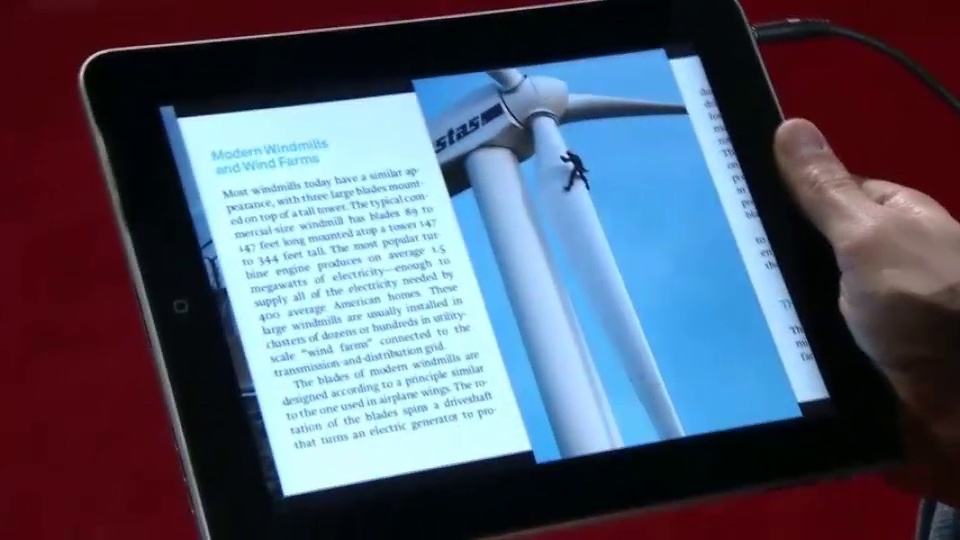 Modern Windmills
and Wind Farms
Most windmills today have a similar ap-
pearance, with three large blades mount-
ed on top of a tall tower. The typical com-
mercial-size windmill has blades 89 to
147 feet long mounted atop a tower 147
to 344 feet tall. The most popular tur-
bine engine produces on average 1.5
megawatts of electricity—enough to
supply all of the electricity needed by
400 average American homes. These
large windmills are usually installed in
clusters of dozens or hundreds in utility-
scale "wind farms" connected to the
transmission and distribution grid.
The blades of modern windmills are
designed according to a principle similar
to the one used in airplane wings. The ro-
tation of the blades spins a driveshaft
that turns an electric generator to pro-
stas